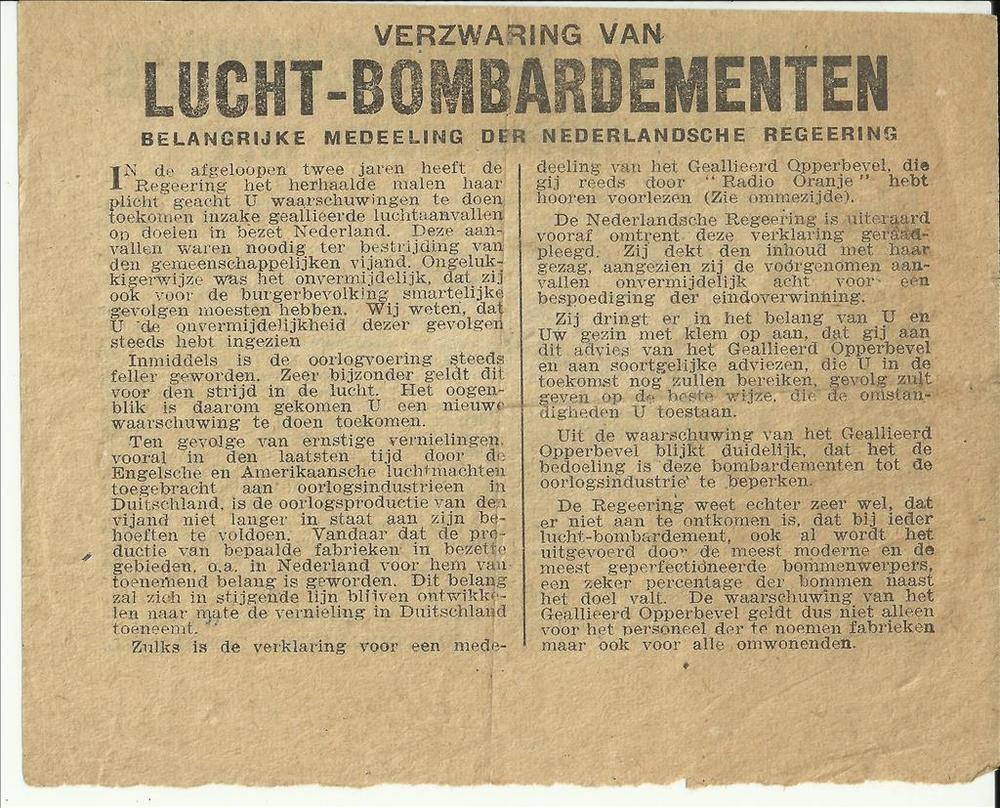 VERZWARING VAN
LUCHT-BOMBARDEMENTEN
BELANGRIJKE MEDEELING DER NEDERLANDSCHE REGEERING
IN de afgeloopen twee jaren heeft de
Regeering het herhaalde malen haar
plicht geacht U waarschuwingen te doen
toekomen inzake geallieerde luchtaanvallen
op doelen in bezet Nederland. Deze aan-
vallen waren noodig ter bestrijding van
den gemeenschappelijken vijand. Ongeluk-
kigerwijze was het onvermijdelijk, dat zij
ook voor de burgerbevolking smartelijke
gevolgen moesten hebben. Wij weten, dat
U de onvermijdelijkheid dezer gevolgen
steeds hebt ingezien
Inmiddels is de oorlogvoering steeds
feller geworden. Zeer bijzonder geldt dit
voor den strijd in de lucht. Het oogen-
blik is daarom gekomen U een nieuwe
waarschuwing te doen toekomen.
Ten gevolge van ernstige vernielingen,
vooral in den laatsten tijd door de
Engelsche en Amerikaansche luchtmachten
toegebracht aan oorlogsindustrieen in
Duitschland, is de oorlogsproductie van den
vijand niet langer in staat aan zijn be-
hoeften te voldoen. Vandaar dat de pro-
ductie van bepaalde fabrieken in bezette
gebieden, o.a. in Nederland voor hem van
toenemend belang is geworden. Dit belang
zal zich in stijgende lijn blijven ontwikke-
len naar mate de vernieling in Duitschland
toeneemt.
Zulks is de verklaring voor een mede-
deeling van het Geallieerd Opperbevel, die
gij reeds door "Radio Oranje" hebt
hooren voorlezen (Zie ommezijde).
De Nederlandsche Regeering is uiteraard
vooraf omtrent deze verklaring geraad-
pleegd. Zij dekt den inhoud met haar
gezag, aangezien zij de voorgenomen aan-
vallen onvermijdelijk acht voor een
bespoediging der eindoverwinning.
Zij dringt er in het belang van U en
Uw gezin met klem op aan, dat gij aan
dit advies van het Geallieerd Opperbevel
en aan soortgelijke adviezen, die U in de
toekomst nog zullen bereiken, gevolg zult
geven op de beste wijze, die de omstan-
digheden U toestaan.
Uit de waarschuwing van het Geallieerd
Opperbevel blijkt duidelijk, dat het de
bedoeling is deze bombardementen tot de
oorlogsindustrie te beperken.
De Regeering weet echter zeer wel, dat
er niet aan te ontkomen is, dat bij ieder
lucht-bombardement, ook al wordt het
uitgevoerd door de meest moderne en de
meest geperfectioneerde bommenwerpers,
een zeker percentage der bommen naast
het doel valt. De waarschuwing van het
Geallieerd Opperbevel geldt dus niet alleen
voor het personeel der te noemen fabrieken
maar ook voor alle omwonenden.